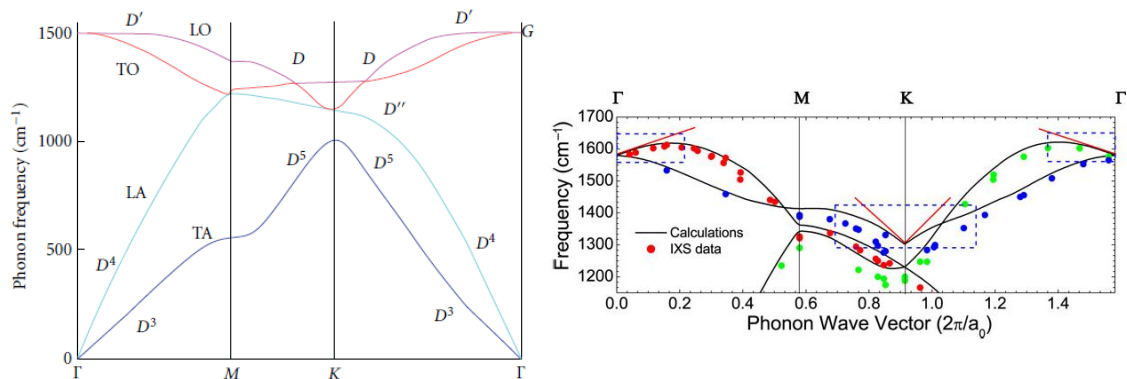 D′ LO D′ G
1500
TO D D
D″
1000
D⁵ D⁵
LA
TA
500
D⁴ D⁴
D³ D³
0
Γ M K Γ
Phonon frequency (cm⁻¹)
Γ M K Γ
1700
1600
1500
1400
1300
1200
Frequency (cm⁻¹)
Calculations
IXS data
0.0 0.2 0.4 0.6 0.8 1.0 1.2 1.4
Phonon Wave Vector (2π/a₀)